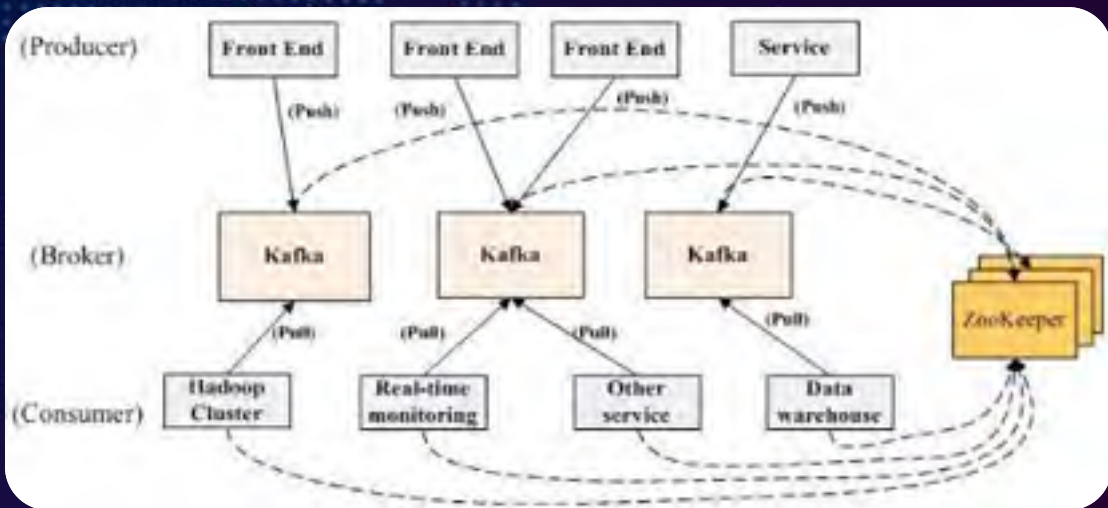 (Producer)
Front End
Front End
Front End
Service
(Push)
(Push)
(Push)
(Push)
(Broker)
Kafka
Kafka
Kafka
ZooKeeper
(Pull)
(Pull)
(Pull)
(Pull)
(Consumer)
Hadoop
Cluster
Real-time
monitoring
Other
service
Data
warehouse